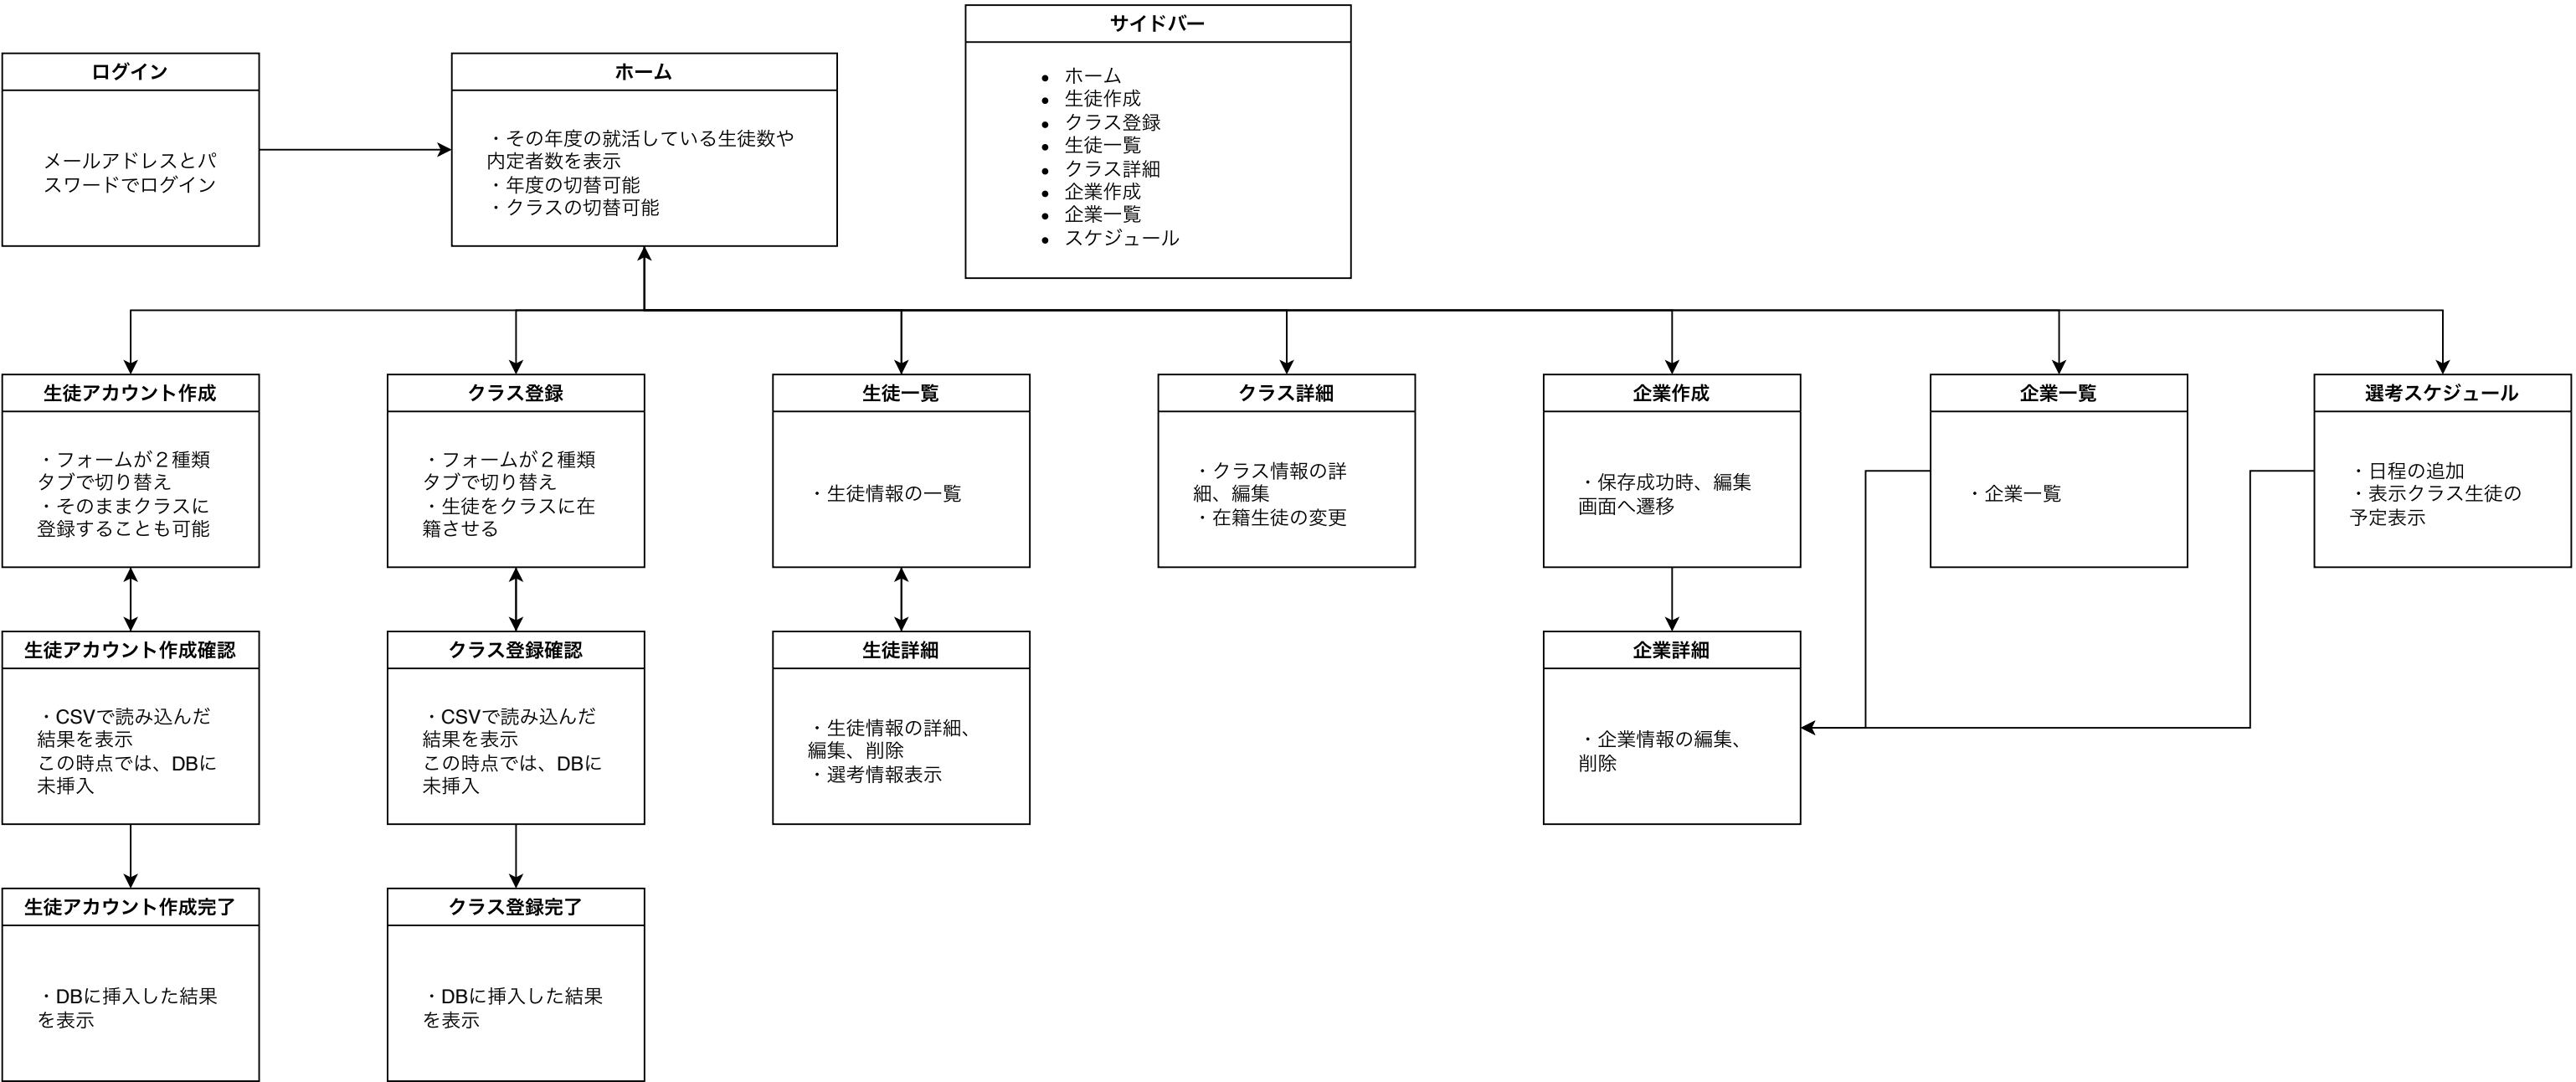 サイドバー
・ホーム
・生徒作成
・クラス登録
・生徒一覧
・クラス詳細
・企業作成
・企業一覧
・スケジュール
ログイン
メールアドレスとパ
スワードでログイン
ホーム
・その年度の就活している生徒数や
内定者数を表示
・年度の切替可能
・クラスの切替可能
生徒アカウント作成
・フォームが２種類
タブで切り替え
・そのままクラスに
登録することも可能
クラス登録
・フォームが２種類
タブで切り替え
・生徒をクラスに在
籍させる
生徒一覧
・生徒情報の一覧
クラス詳細
・クラス情報の詳
細、編集
・在籍生徒の変更
企業作成
・保存成功時、編集
画面へ遷移
企業一覧
・企業一覧
選考スケジュール
・日程の追加
・表示クラス生徒の
予定表示
生徒アカウント作成確認
・CSVで読み込んだ
結果を表示
この時点では、DBに
未挿入
クラス登録確認
・CSVで読み込んだ
結果を表示
この時点では、DBに
未挿入
生徒詳細
・生徒情報の詳細、
編集、削除
・選考情報表示
企業詳細
・企業情報の編集、
削除
生徒アカウント作成完了
・DBに挿入した結果
を表示
クラス登録完了
・DBに挿入した結果
を表示